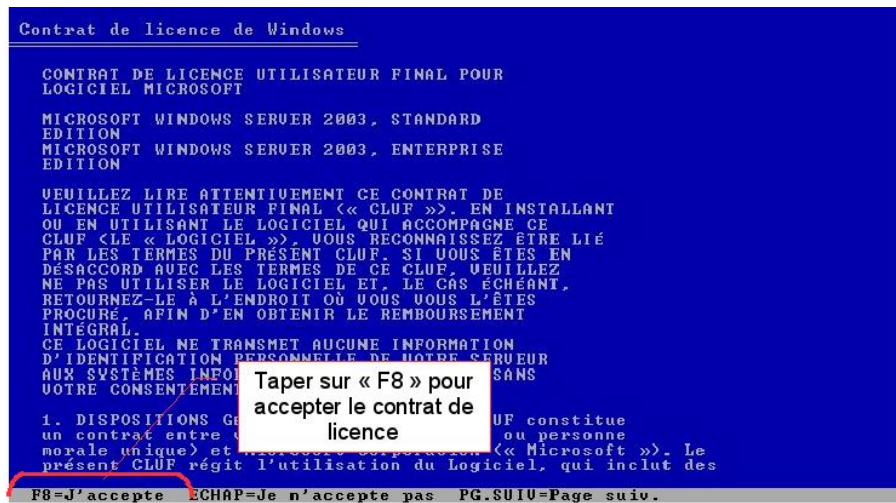 Contrat de licence de Windows
CONTRAT DE LICENCE UTILISATEUR FINAL POUR
LOGICIEL MICROSOFT
MICROSOFT WINDOWS SERVER 2003, STANDARD
EDITION
MICROSOFT WINDOWS SERVER 2003, ENTERPRISE
EDITION
VEUILLEZ LIRE ATTENTIVEMENT CE CONTRAT DE
LICENCE UTILISATEUR FINAL (« CLUF »). EN INSTALLANT
OU EN UTILISANT LE LOGICIEL QUI ACCOMPAGNE CE
CLUF (LE « LOGICIEL »), VOUS RECONNAISSEZ ÊTRE LIé
PAR LES TERMES DU PRéSENT CLUF. SI VOUS ÊTES EN
DéSACCORD AVEC LES TERMES DE CE CLUF, VEUILLEZ
NE PAS UTILISER LE LOGICIEL ET, LE CAS éCHéANT,
RETOURNEZ-LE À L'ENDROIT Où VOUS VOUS L'ÊTES
PROCURé, AFIN D'EN OBTENIR LE REMBOURSEMENT
INTéGRAL.
CE LOGICIEL NE TRANSMET AUCUNE INFORMATION
D'IDENTIFICATION PERSONNELLE DE VOTRE SERVEUR
AUX SYSTÈMES INFO SANS
VOTRE CONSENTEMENT
1. DISPOSITIONS Gé UF constitue
un contrat entre ou personne
morale unique) et Microsoft Corporation (« Microsoft »). Le
présent CLUF régit l'utilisation du Logiciel, qui inclut des
Taper sur « F8 » pour
accepter le contrat de
licence
F8=J'accepte ECHAP=Je n'accepte pas PG.SUIV=Page suiv.